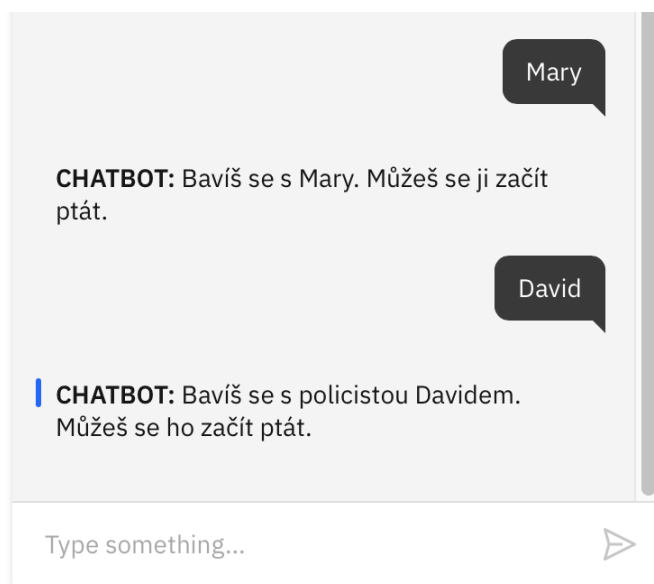 Mary
CHATBOT: Bavíš se s Mary. Můžeš se ji začít
ptát.
David
CHATBOT: Bavíš se s policistou Davidem.
Můžeš se ho začít ptát.
Type something...